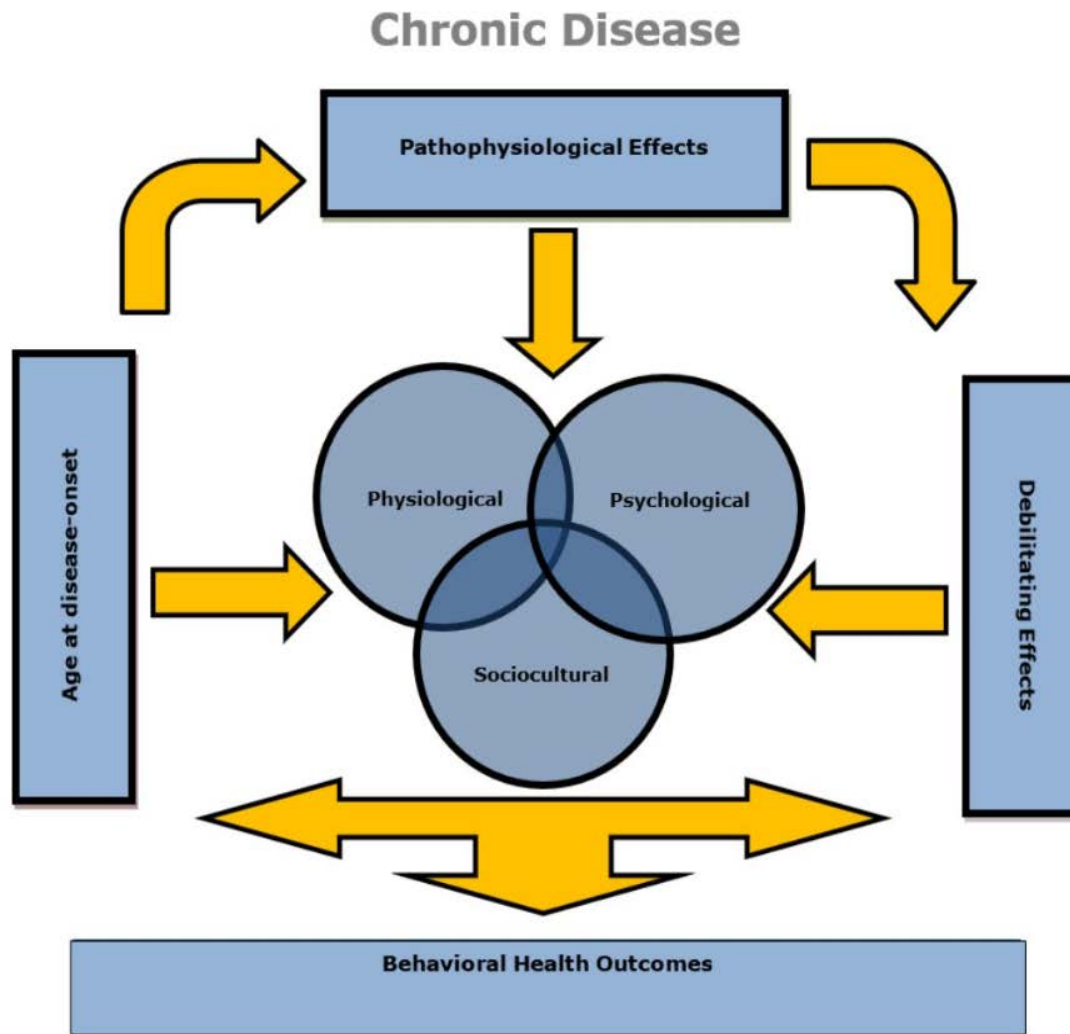 Chronic Disease
Pathophysiological Effects
Age at disease-onset
Physiological
Psychological
Sociocultural
Debilitating Effects
Behavioral Health Outcomes